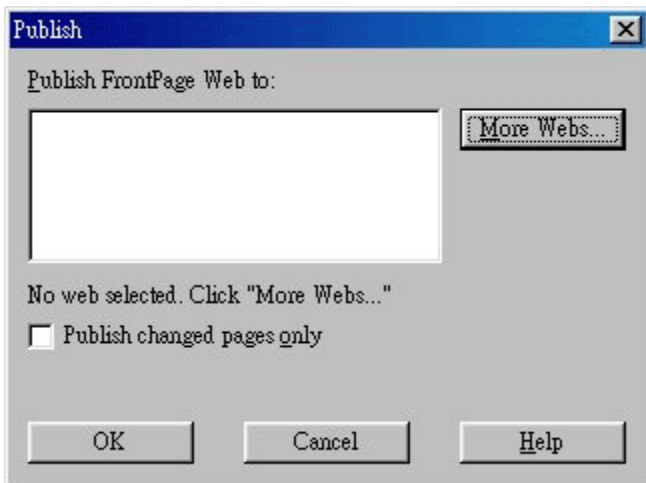 Publish
Publish FrontPage Web to:
More Webs...
No web selected. Click "More Webs..."
Publish changed pages only
OK Cancel Help